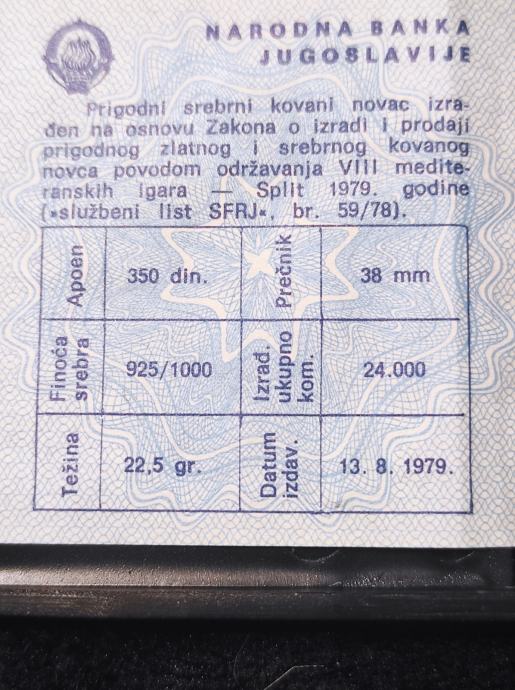 NARODNA BANKA
JUGOSLAVIJE
Prigodni srebrni kovani novac izra-
đen na osnovu Zakona o izradi i prodaji
prigodnog zlatnog i srebrnog kovanog
novca povodom održavanja VIII medite-
ranskih igara — Split 1979. godine
(»službeni list SFRJ«, br. 59/78).
Apoen
350 din.
Prečnik
38 mm
Finoća
srebra
925/1000
Izrađ.
ukupno
kom.
24.000
Težina
22,5 gr.
Datum
izdav.
13. 8. 1979.